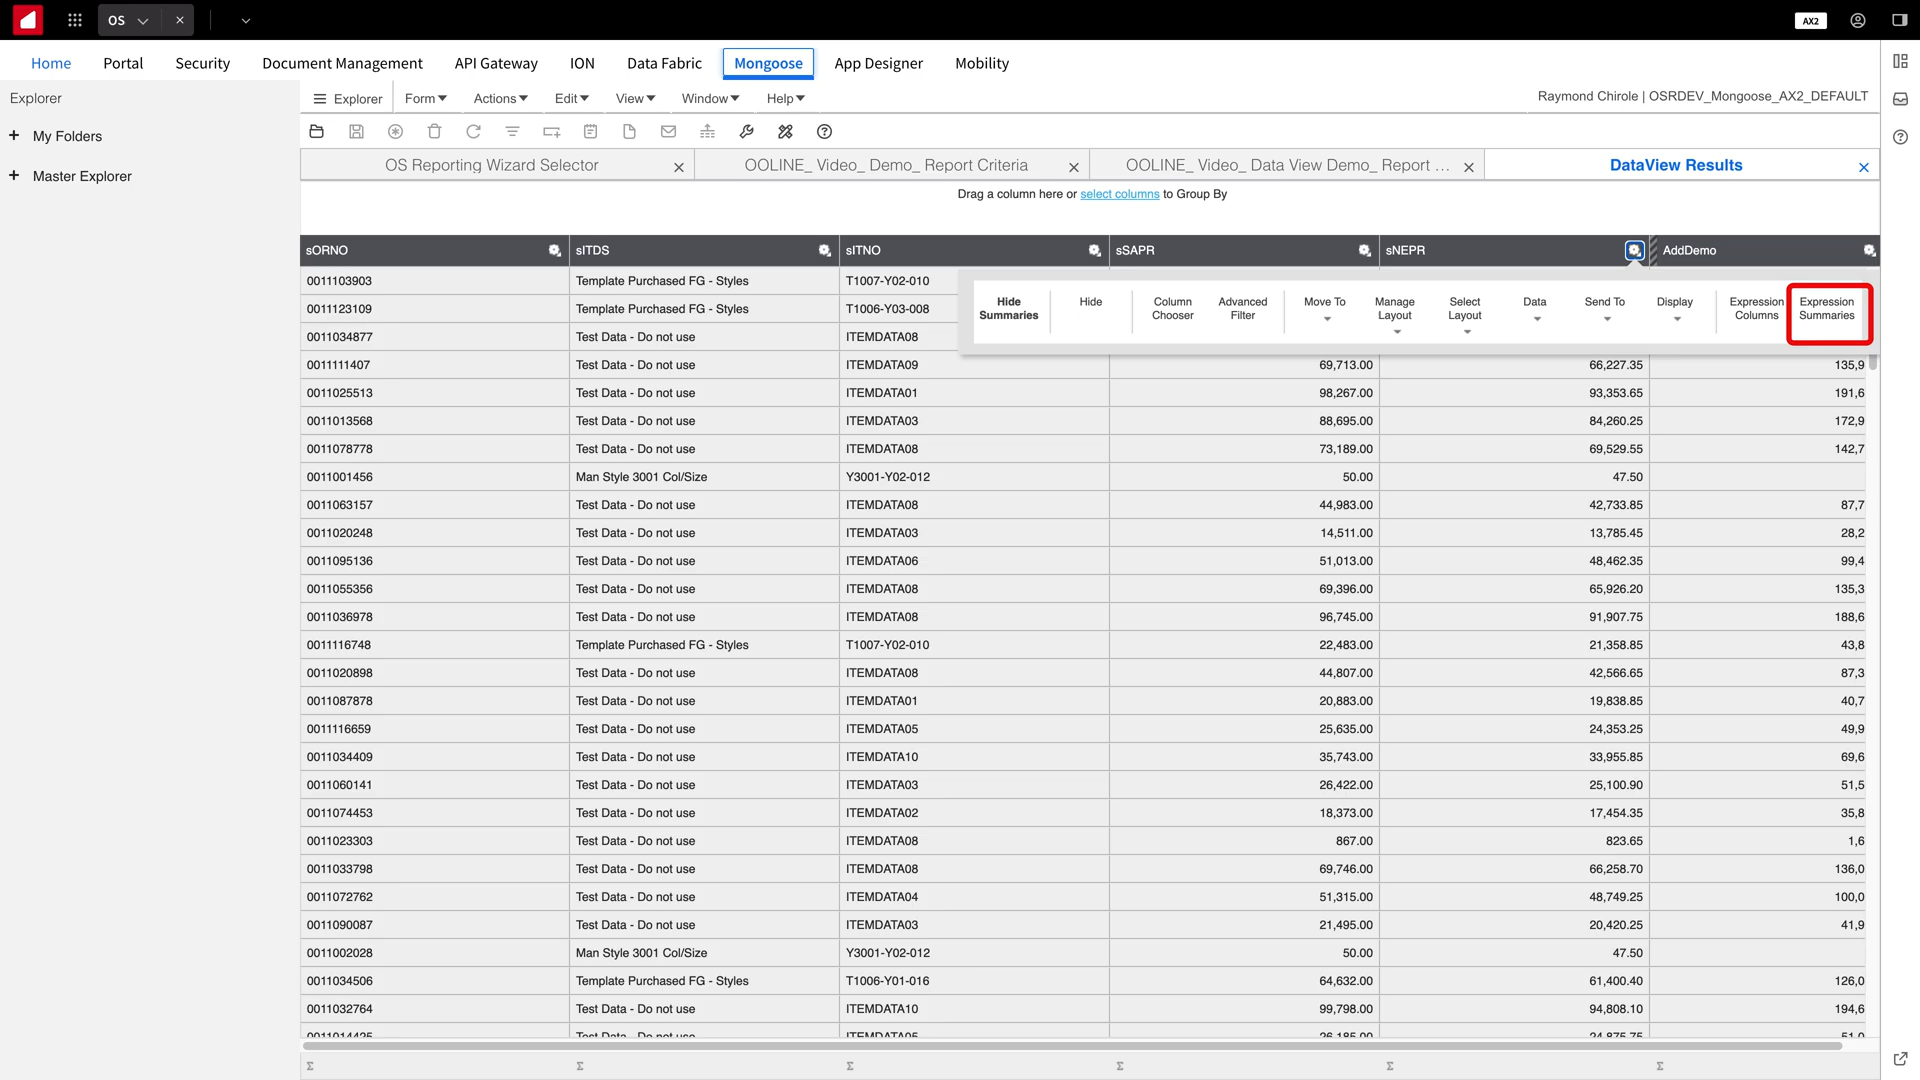 OS
AX2
Home Portal Security Document Management API Gateway ION Data Fabric Mongoose App Designer Mobility
Explorer
My Folders
Master Explorer
Explorer Form Actions Edit View Window Help
Raymond Chirole | OSRDEV_Mongoose_AX2_DEFAULT
OS Reporting Wizard Selector OOLINE_ Video_ Demo_ Report Criteria OOLINE_ Video_ Data View Demo_ Report ... DataView Results
Drag a column here or select columns to Group By
sORNO sITDS sITNO sSAPR sNEPR AddDemo
Hide Summaries
Hide
Column Chooser
Advanced Filter
Move To
Manage Layout
Select Layout
Data
Send To
Display
Expression Columns
Expression Summaries
0011103903 Template Purchased FG - Styles T1007-Y02-010
0011123109 Template Purchased FG - Styles T1006-Y03-008
0011034877 Test Data - Do not use ITEMDATA08
0011111407 Test Data - Do not use ITEMDATA09 69,713.00 66,227.35 135,9
0011025513 Test Data - Do not use ITEMDATA01 98,267.00 93,353.65 191,6
0011013568 Test Data - Do not use ITEMDATA03 88,695.00 84,260.25 172,9
0011078778 Test Data - Do not use ITEMDATA08 73,189.00 69,529.55 142,7
0011001456 Man Style 3001 Col/Size Y3001-Y02-012 50.00 47.50
0011063157 Test Data - Do not use ITEMDATA08 44,983.00 42,733.85 87,7
0011020248 Test Data - Do not use ITEMDATA03 14,511.00 13,785.45 28,2
0011095136 Test Data - Do not use ITEMDATA06 51,013.00 48,462.35 99,4
0011055356 Test Data - Do not use ITEMDATA08 69,396.00 65,926.20 135,3
0011036978 Test Data - Do not use ITEMDATA08 96,745.00 91,907.75 188,6
0011116748 Template Purchased FG - Styles T1007-Y02-010 22,483.00 21,358.85 43,8
0011020898 Test Data - Do not use ITEMDATA08 44,807.00 42,566.65 87,3
0011087878 Test Data - Do not use ITEMDATA01 20,883.00 19,838.85 40,7
0011116659 Test Data - Do not use ITEMDATA05 25,635.00 24,353.25 49,9
0011034409 Test Data - Do not use ITEMDATA10 35,743.00 33,955.85 69,6
0011060141 Test Data - Do not use ITEMDATA03 26,422.00 25,100.90 51,5
0011074453 Test Data - Do not use ITEMDATA02 18,373.00 17,454.35 35,8
0011023303 Test Data - Do not use ITEMDATA08 867.00 823.65 1,6
0011033798 Test Data - Do not use ITEMDATA08 69,746.00 66,258.70 136,0
0011072762 Test Data - Do not use ITEMDATA04 51,315.00 48,749.25 100,0
0011090087 Test Data - Do not use ITEMDATA03 21,495.00 20,420.25 41,9
0011002028 Man Style 3001 Col/Size Y3001-Y02-012 50.00 47.50
0011034506 Template Purchased FG - Styles T1006-Y01-016 64,632.00 61,400.40 126,0
0011032764 Test Data - Do not use ITEMDATA10 99,798.00 94,808.10 194,6
0011014425 Test Data - Do not use ITEMDATA05 26,185.00 24,875.75 51,0
Σ Σ Σ Σ Σ Σ